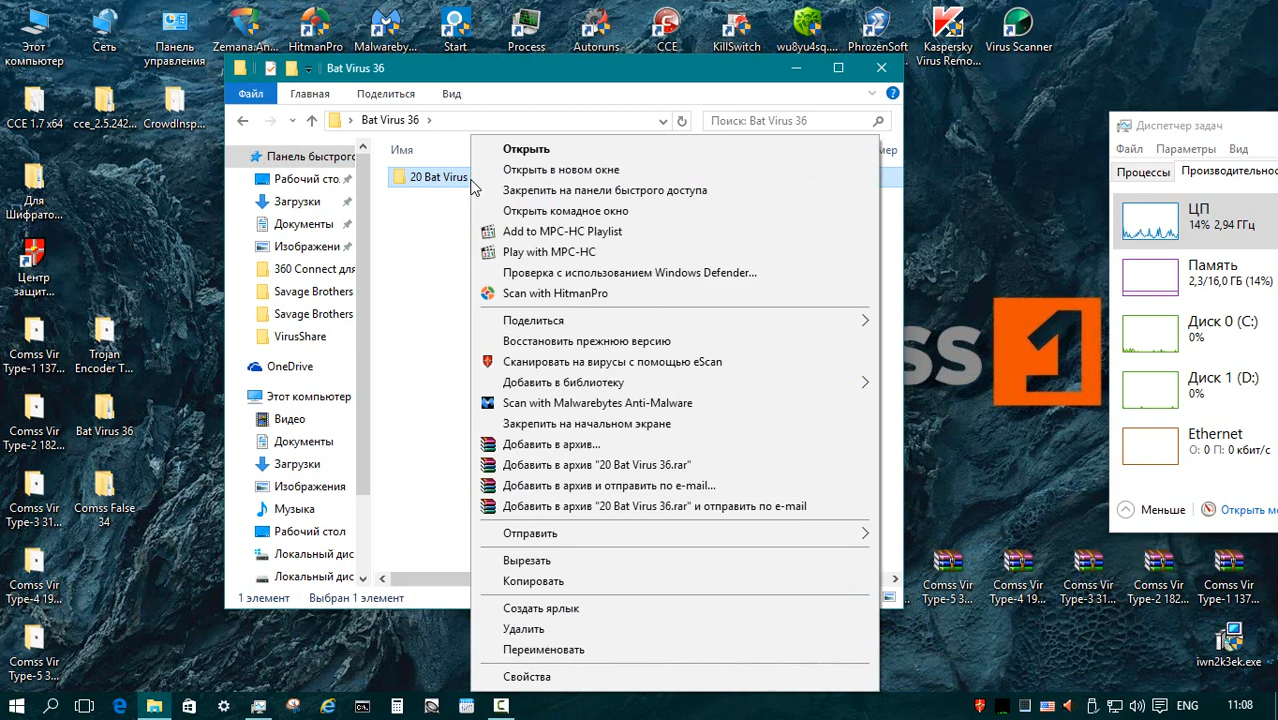 Этот компьютер
Сеть
Панель управления
Zemana.An...
HitmanPro
Malwareby...
Start
Process
Autoruns
CCE
KillSwitch
wu8yu4sq....
PhrozenSoft
Kaspersky Virus Remo...
Virus Scanner
CCE 1.7 x64
cce_2.5.242...
CrowdInsp...
Для Шифрато...
Центр защит...
Comss Vir Type-1 137...
Trojan Encoder T...
Comss Vir Type-2 182...
Bat Virus 36
Comss Vir Type-3 31...
Comss False 34
Comss Vir Type-4 19...
Comss Vir Type-5 3...
Bat Virus 36
Файл
Главная
Поделиться
Вид
Bat Virus 36
Поиск: Bat Virus 36
Имя
мер
20 Bat Virus
Панель быстрого
Рабочий сто.
Загрузки
Документы
Изображени
360 Connect для
Savage Brothers
Savage Brothers
VirusShare
OneDrive
Этот компьютер
Видео
Документы
Загрузки
Изображения
Музыка
Рабочий стол
Локальный дис
Локальный дис
1 элемент
Выбран 1 элемент
Открыть
Открыть в новом окне
Закрепить на панели быстрого доступа
Открыть комадное окно
Add to MPC-HC Playlist
Play with MPC-HC
Проверка с использованием Windows Defender...
Scan with HitmanPro
Поделиться
Восстановить прежнюю версию
Сканировать на вирусы с помощью eScan
Добавить в библиотеку
Scan with Malwarebytes Anti-Malware
Закрепить на начальном экране
Добавить в архив...
Добавить в архив "20 Bat Virus 36.rar"
Добавить в архив и отправить по e-mail...
Добавить в архив "20 Bat Virus 36.rar" и отправить по e-mail
Отправить
Вырезать
Копировать
Создать ярлык
Удалить
Переименовать
Свойства
ss 1
Диспетчер задач
Файл
Параметры
Вид
Процессы
Производительнос
ЦП
14% 2,94 ГГц
Память
2,3/16,0 ГБ (14%)
Диск 0 (C:)
0%
Диск 1 (D:)
0%
Ethernet
О: 0 П: 0 кбит/с
Меньше
Открыть мо
Comss Vir Type-5 3...
Comss Vir Type-4 19...
Comss Vir Type-3 31...
Comss Vir Type-2 182...
Comss Vir Type-1 137...
iwn2k3ek.exe
ENG
11:08